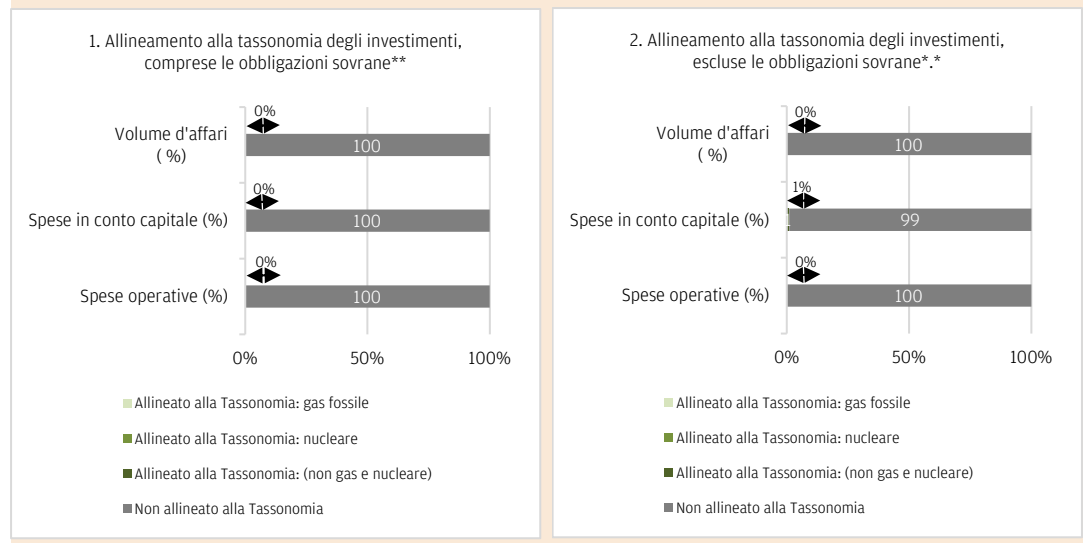 1. Allineamento alla tassonomia degli investimenti,
comprese le obbligazioni sovrane**
0%
Volume d'affari
( %)
100
0%
Spese in conto capitale (%)
100
0%
Spese operative (%)
100
0%
50%
100%
Allineato alla Tassonomia: gas fossile
Allineato alla Tassonomia: nucleare
Allineato alla Tassonomia: (non gas e nucleare)
Non allineato alla Tassonomia
2. Allineamento alla tassonomia degli investimenti,
escluse le obbligazioni sovrane*.*
0%
Volume d'affari
( %)
100
1%
Spese in conto capitale (%)
1
99
0%
Spese operative (%)
100
0%
50%
100%
Allineato alla Tassonomia: gas fossile
Allineato alla Tassonomia: nucleare
Allineato alla Tassonomia: (non gas e nucleare)
Non allineato alla Tassonomia